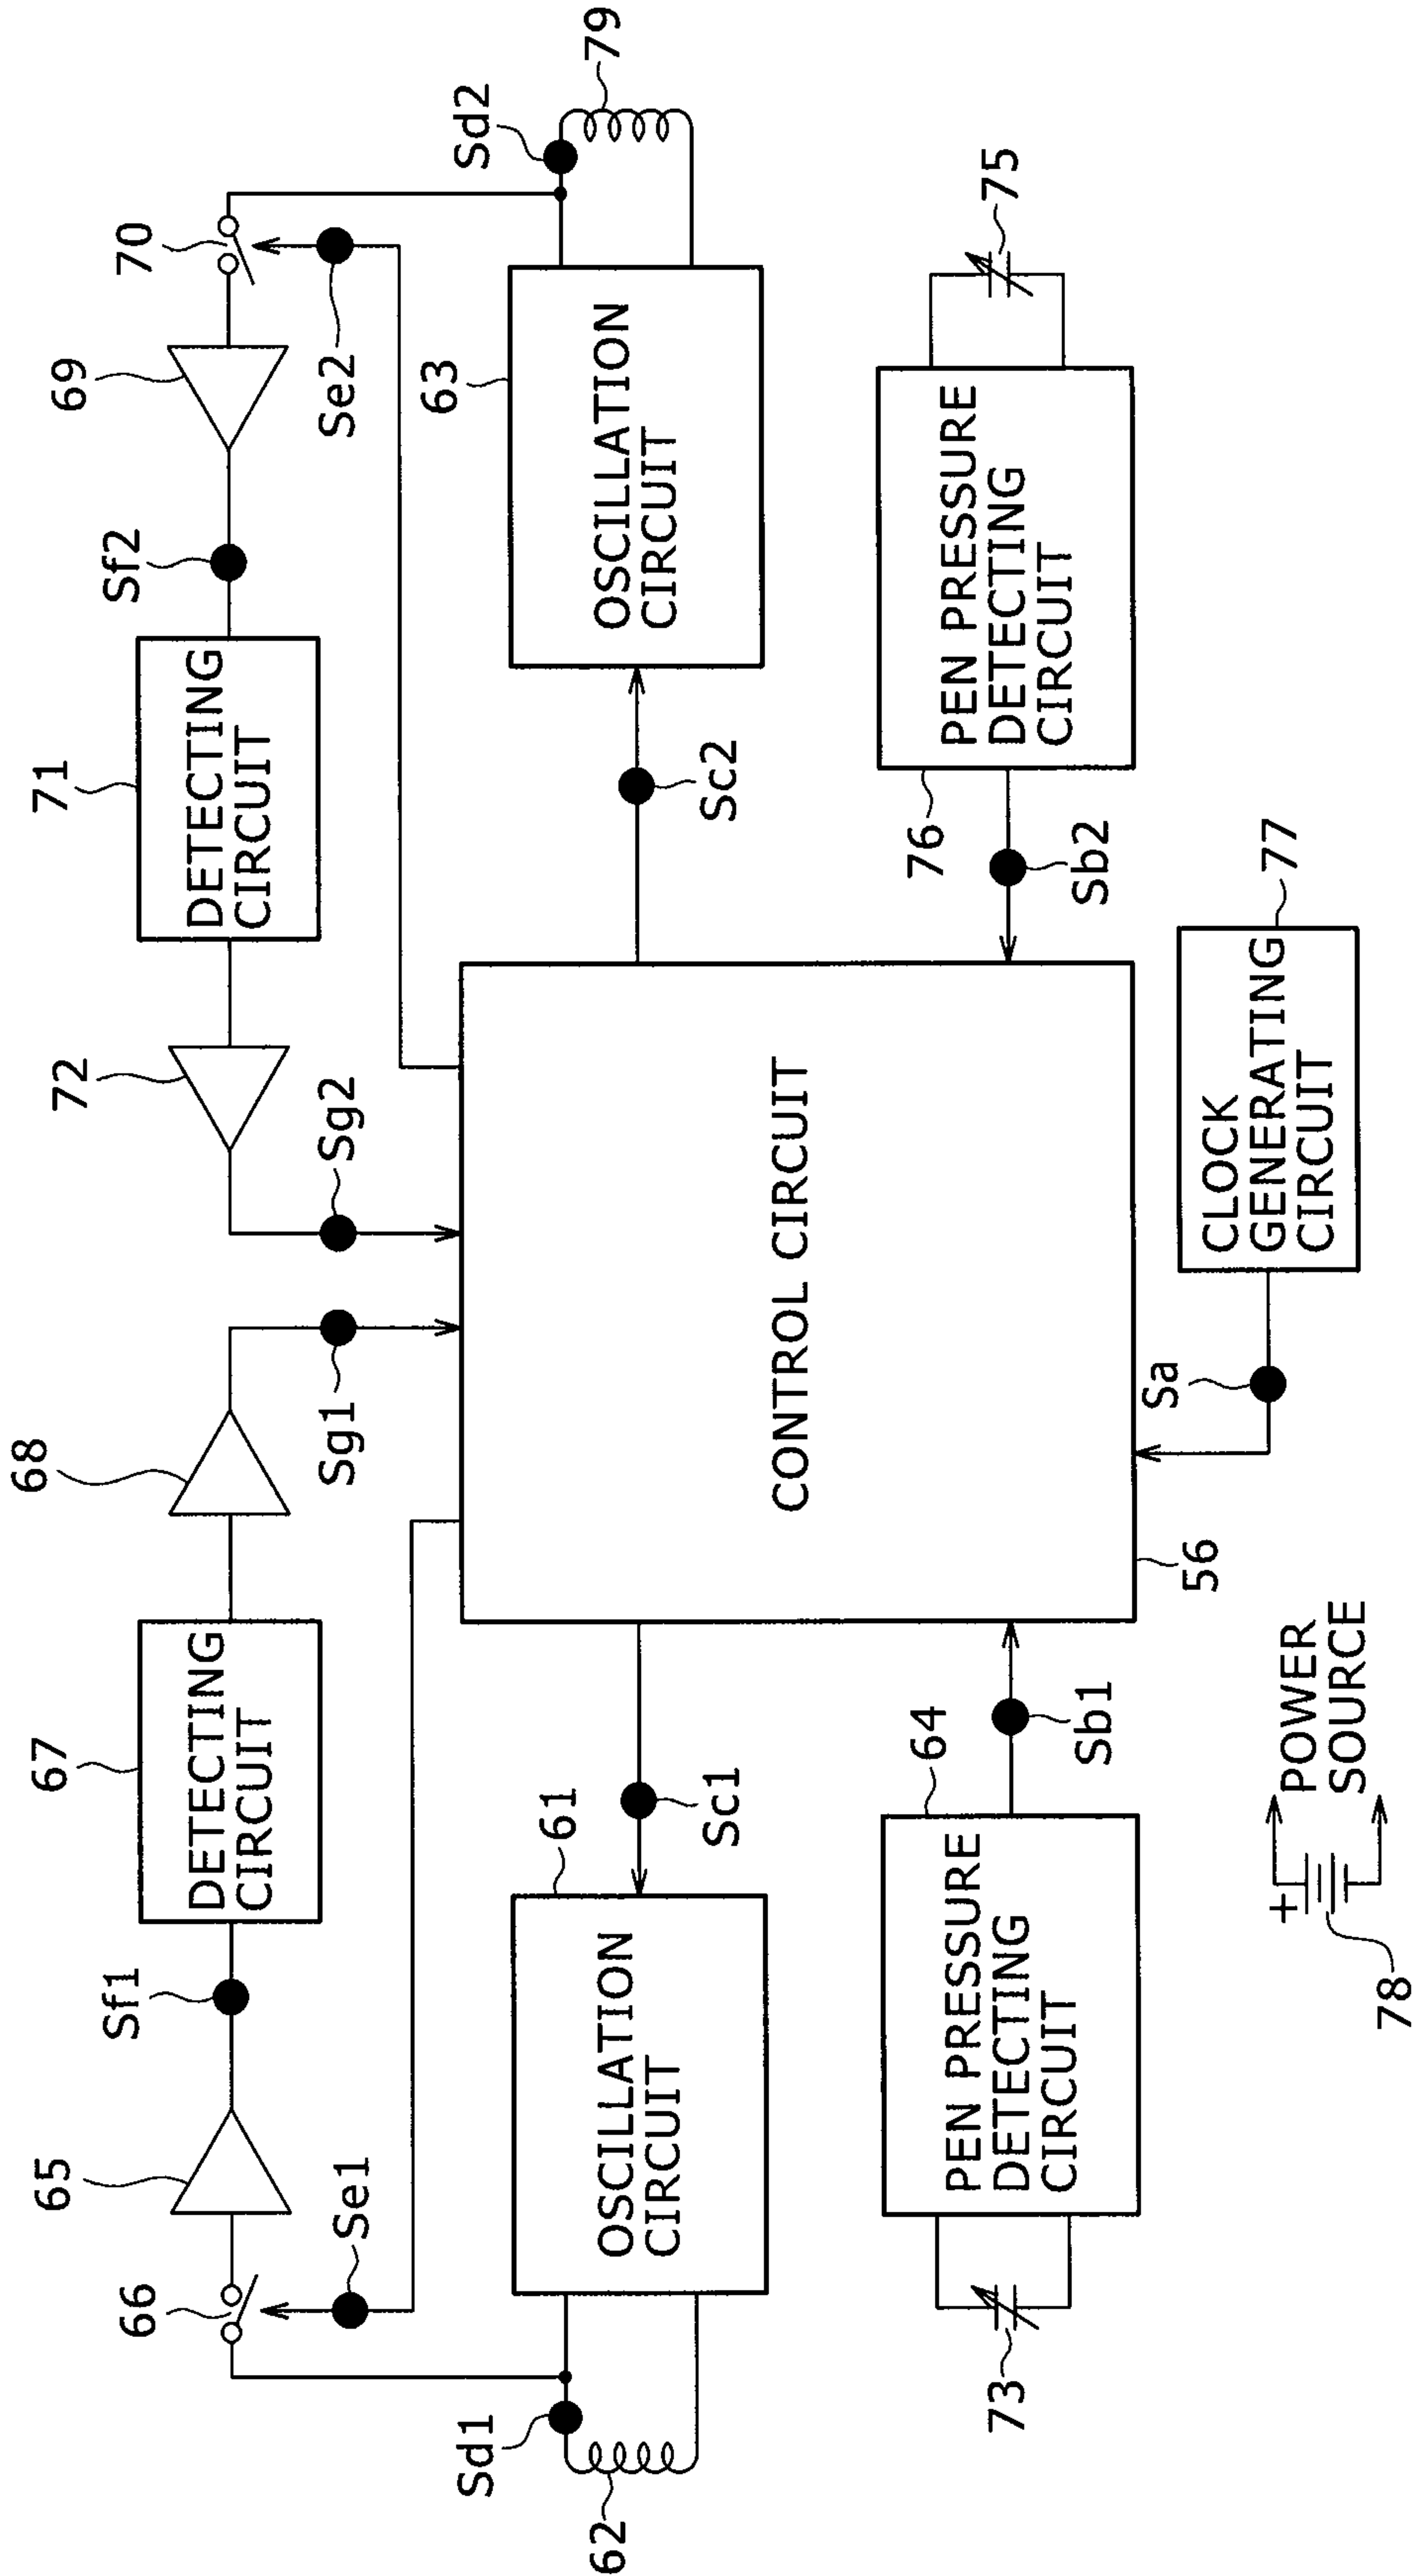 66
65
Sf1
67
DETECTING
CIRCUIT
68
72
71
DETECTING
CIRCUIT
Sf2
69
70
Se1
Sg1
Sg2
Se2
Sd1
62
61
OSCILLATION
CIRCUIT
Sc1
CONTROL CIRCUIT
56
Sc2
63
OSCILLATION
CIRCUIT
Sd2
79
73
64
PEN PRESSURE
DETECTING
CIRCUIT
Sb1
Sb2
76
PEN PRESSURE
DETECTING
CIRCUIT
75
78
+
POWER
SOURCE
Sa
CLOCK
GENERATING
CIRCUIT
77